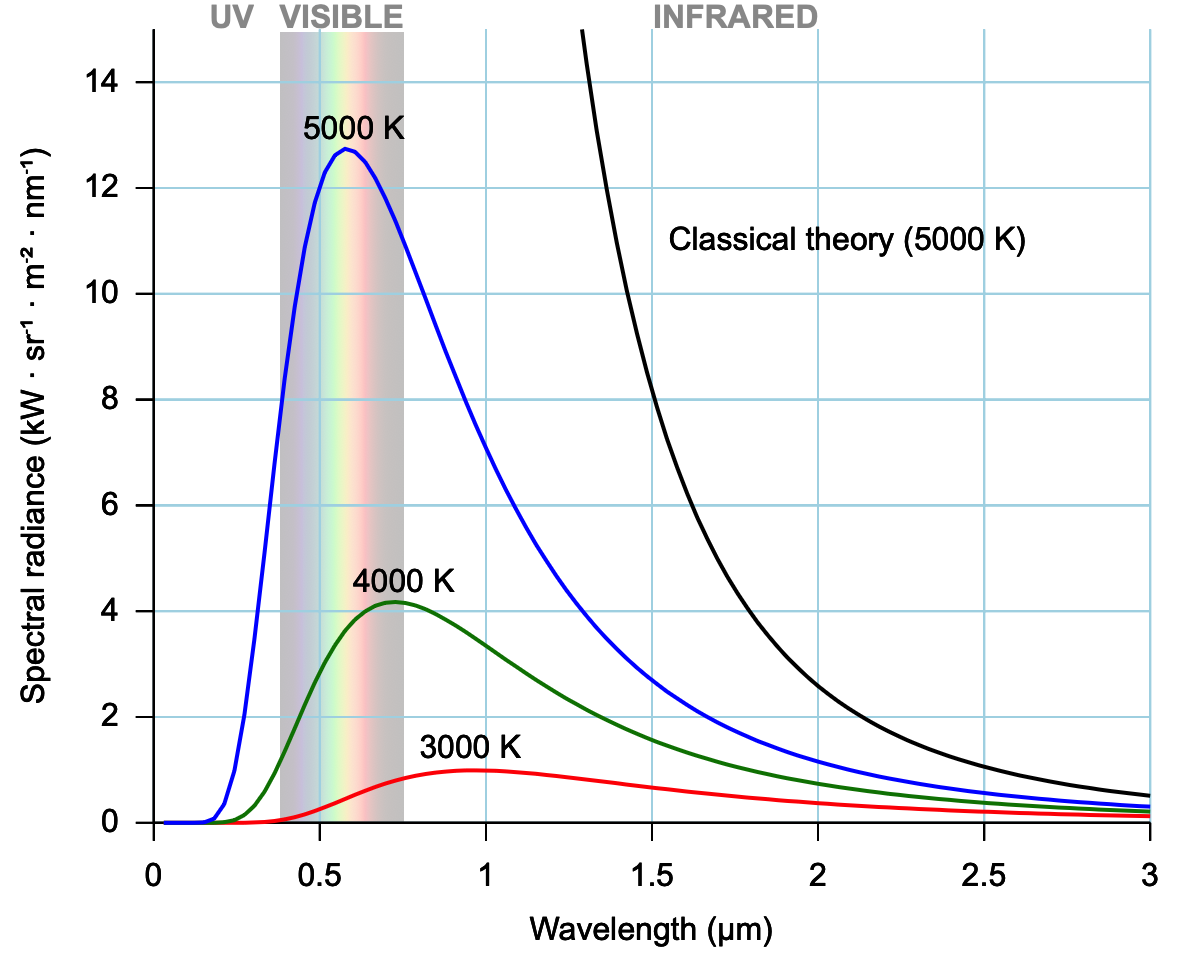 UV VISIBLE INFRARED
14
12
10
8
6
4
2
0
Spectral radiance (kW · sr⁻¹ · m⁻² · nm⁻¹)
5000 K
Classical theory (5000 K)
4000 K
3000 K
0 0.5 1 1.5 2 2.5 3
Wavelength (μm)